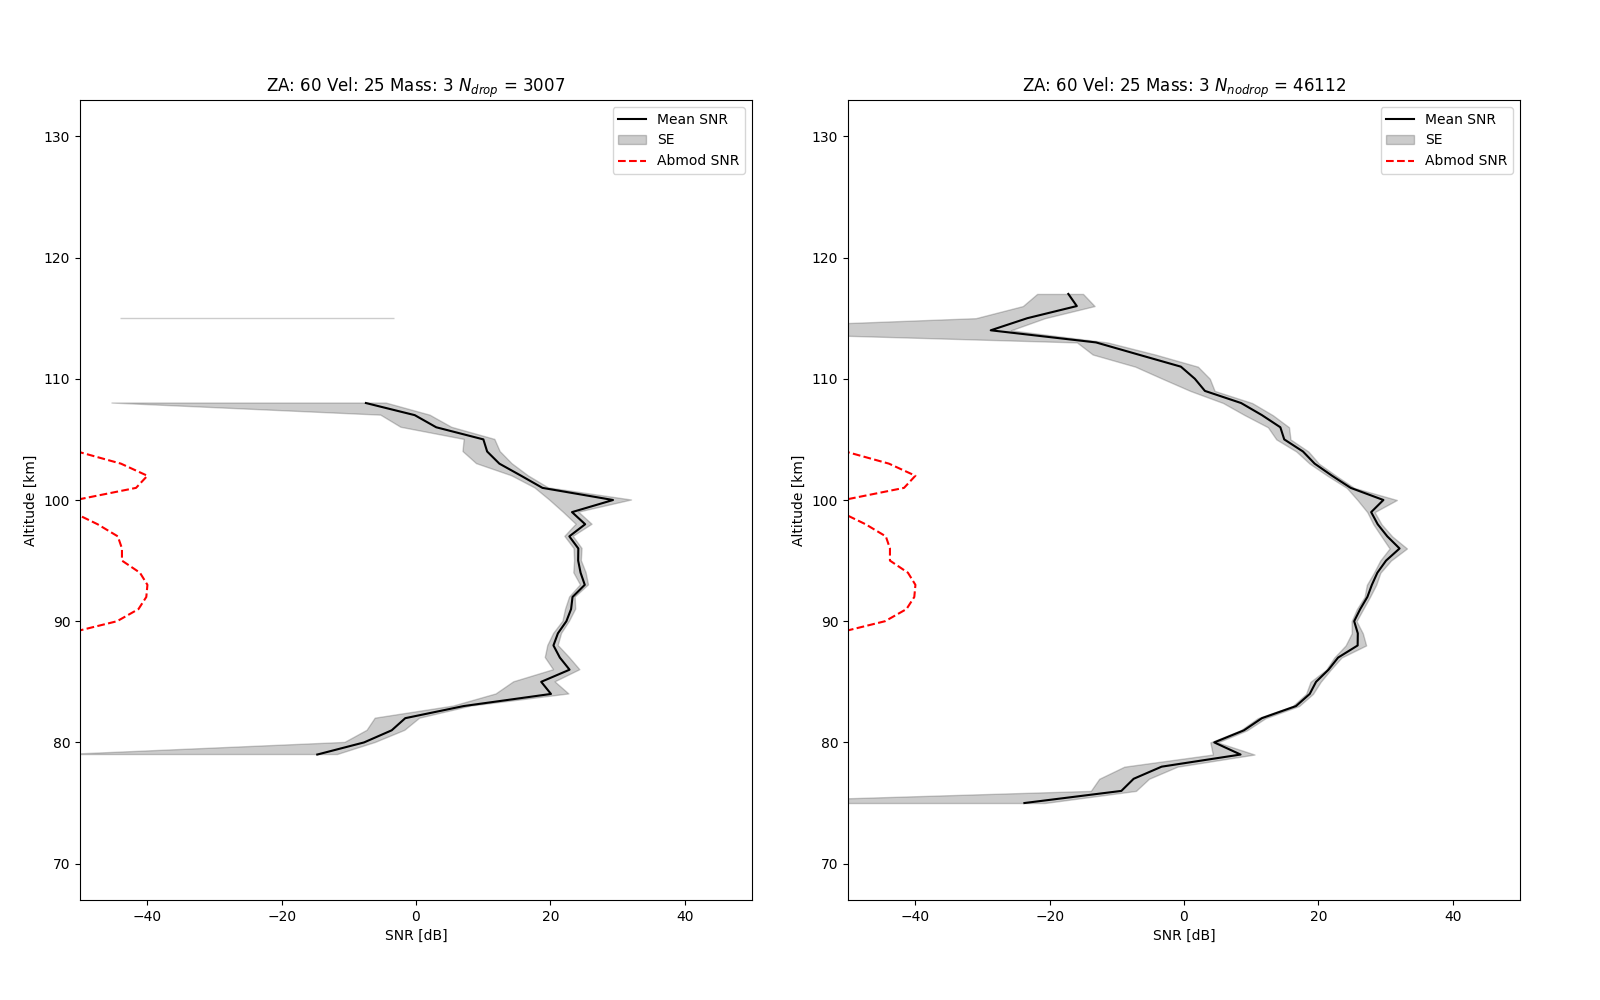 ZA: 60 Vel: 25 Mass: 3 N_drop = 3007
Mean SNR
SE
Abmod SNR
130
120
110
100
90
80
70
Altitude [km]
−40 −20 0 20 40
SNR [dB]
ZA: 60 Vel: 25 Mass: 3 N_nodrop = 46112
Mean SNR
SE
Abmod SNR
130
120
110
100
90
80
70
Altitude [km]
−40 −20 0 20 40
SNR [dB]